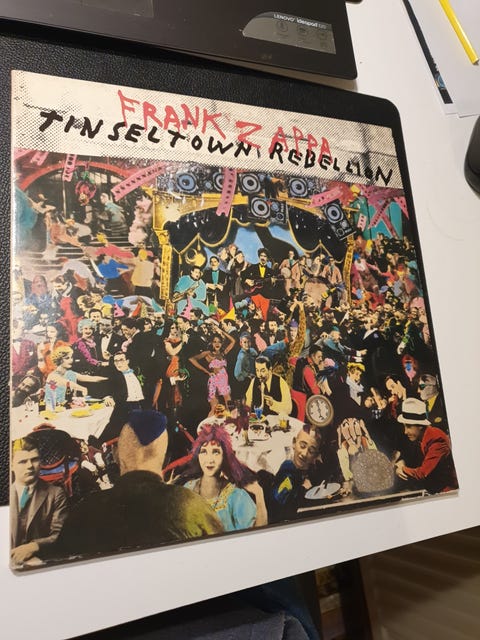 LENOVO ideapad
FRANK ZAPPA
TINSELTOWN REBELLION